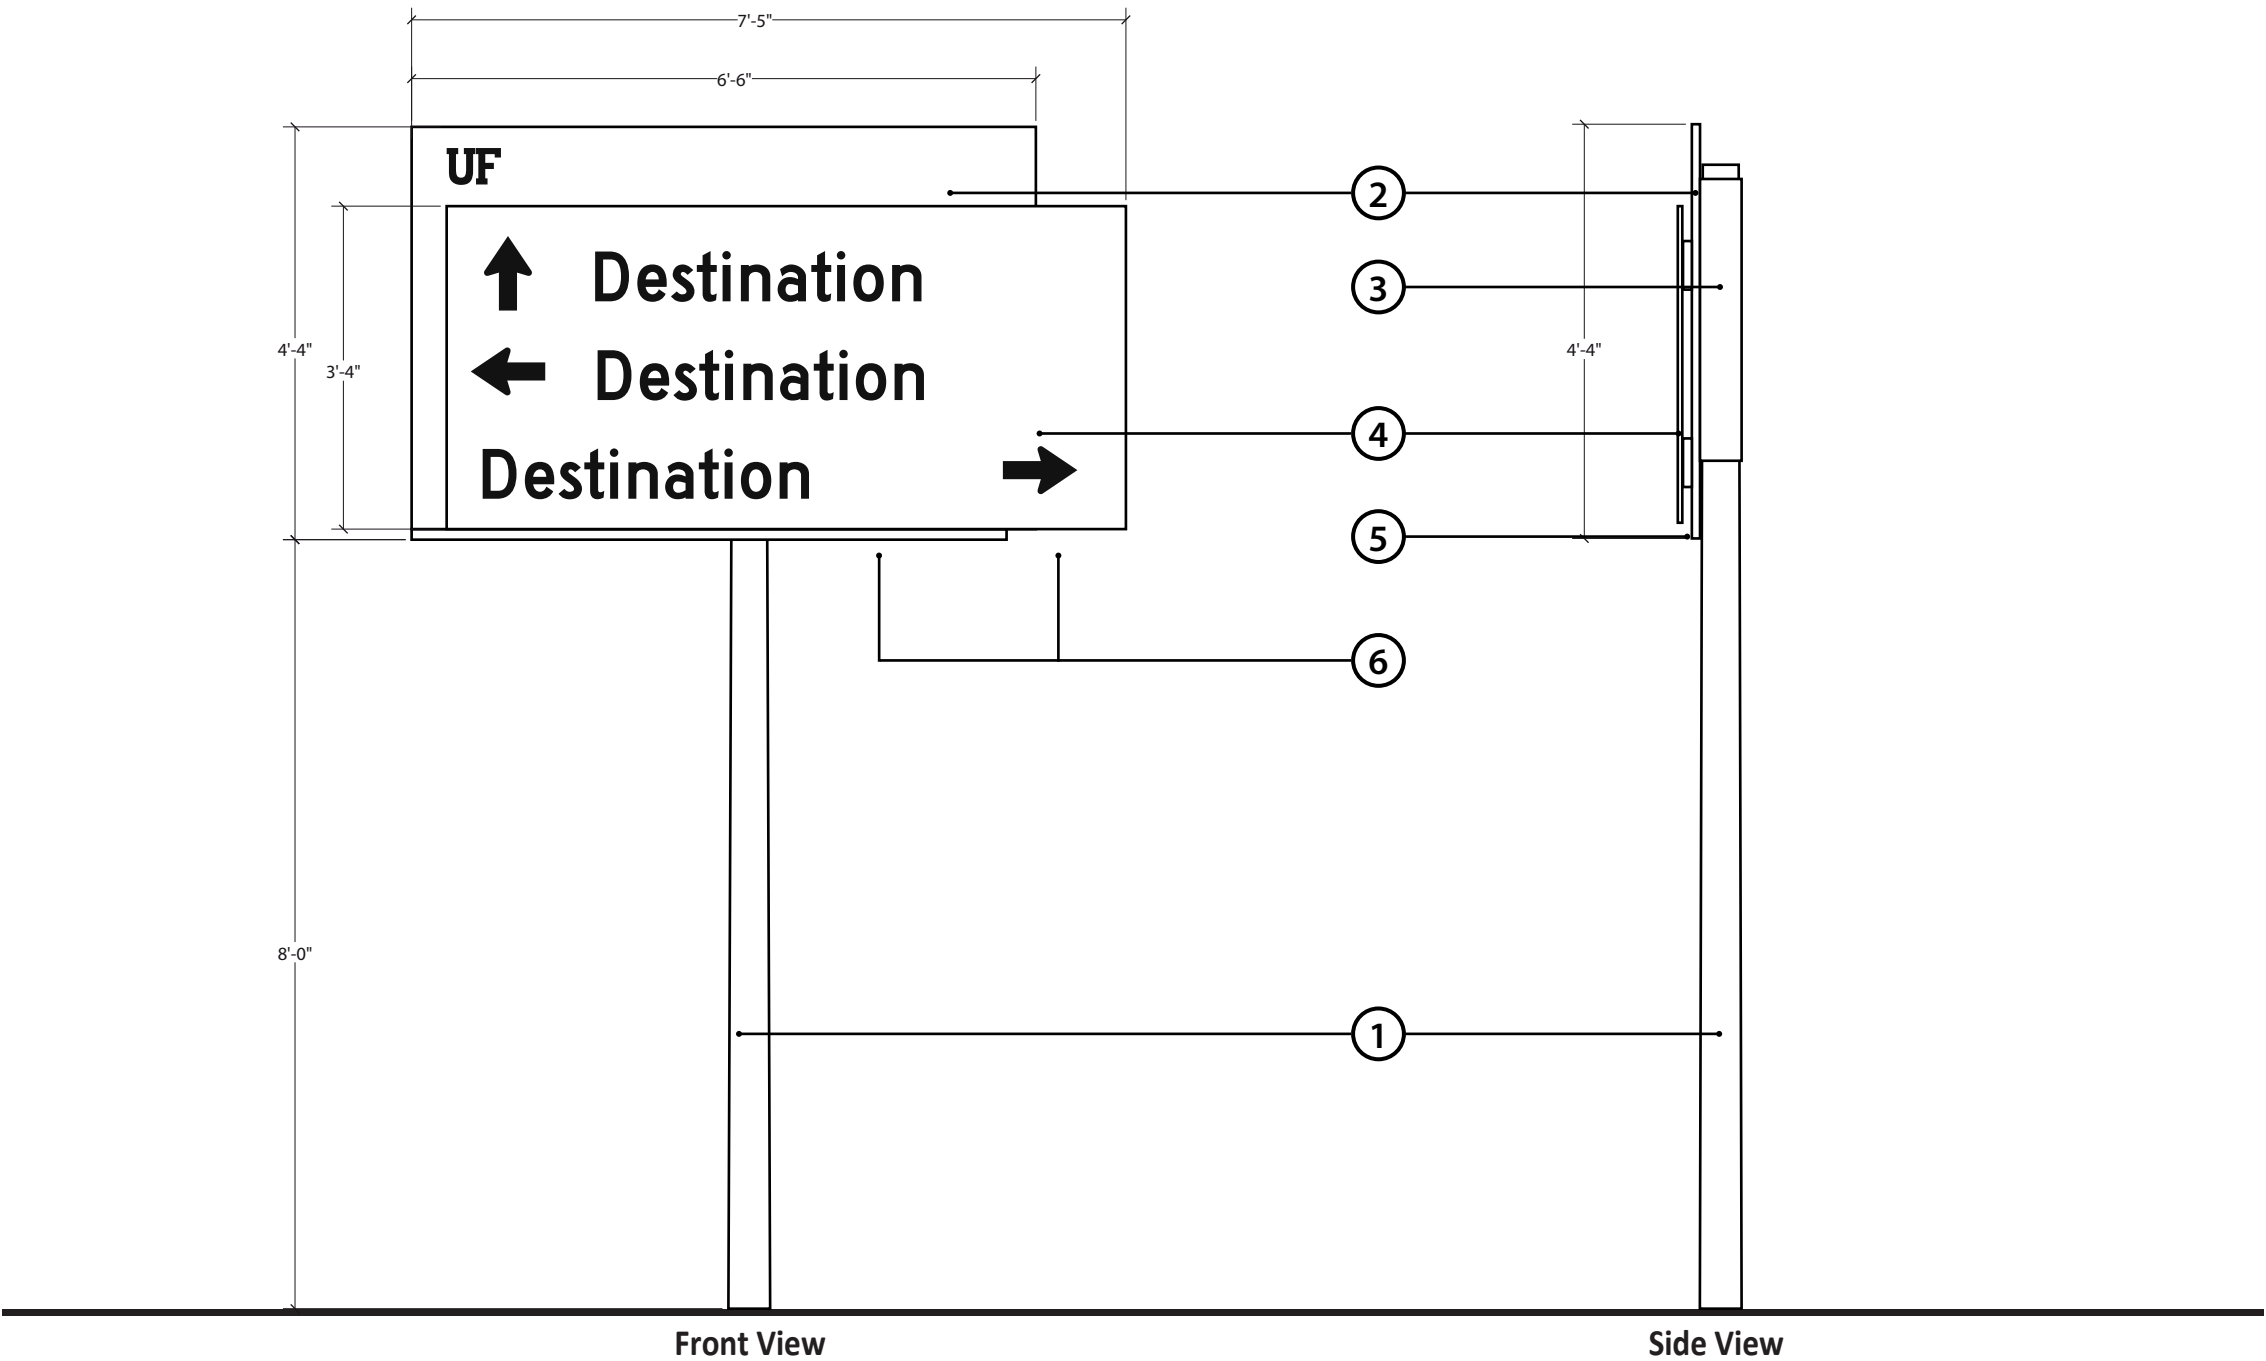 7'-5"
6'-6"
UF
2
Destination
3
4'-4"
3'-4"
Destination
4'-4"
4
Destination
5
6
8'-0"
1
Front View
Side View